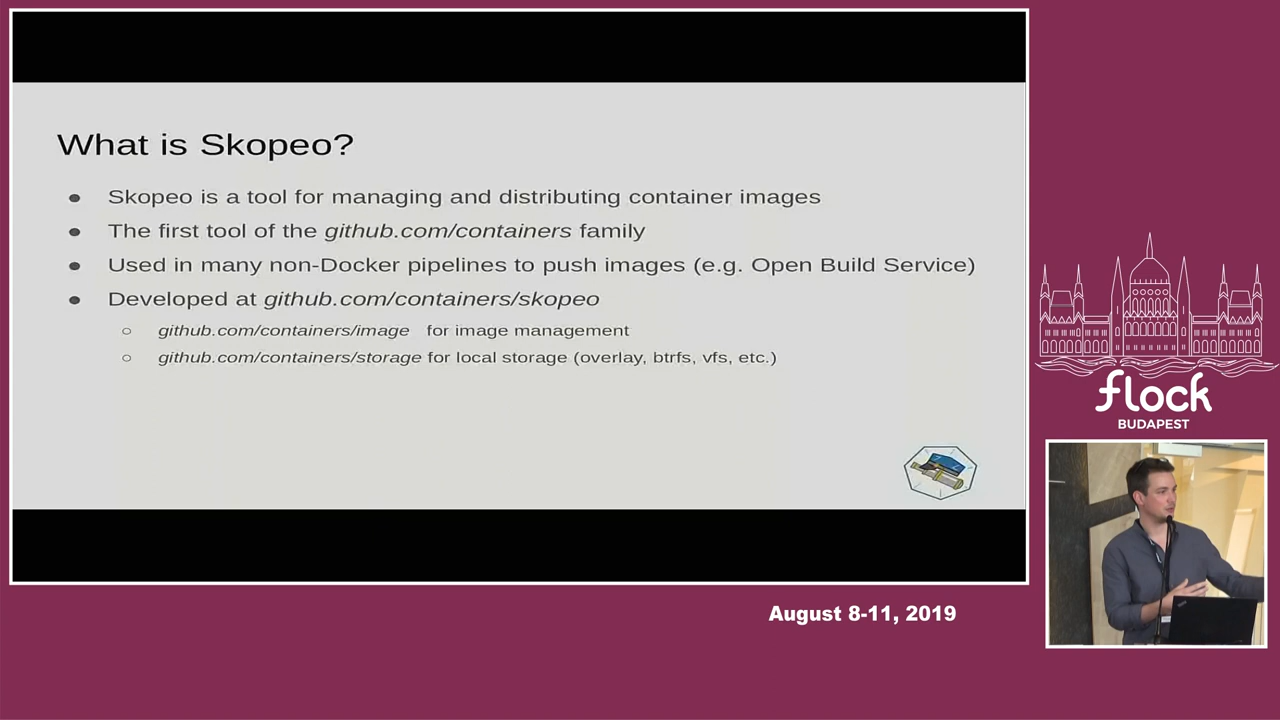 What is Skopeo?
Skopeo is a tool for managing and distributing container images
The first tool of the github.com/containers family
Used in many non-Docker pipelines to push images (e.g. Open Build Service)
Developed at github.com/containers/skopeo
github.com/containers/image for image management
github.com/containers/storage for local storage (overlay, btrfs, vfs, etc.)
flock
BUDAPEST
August 8-11, 2019